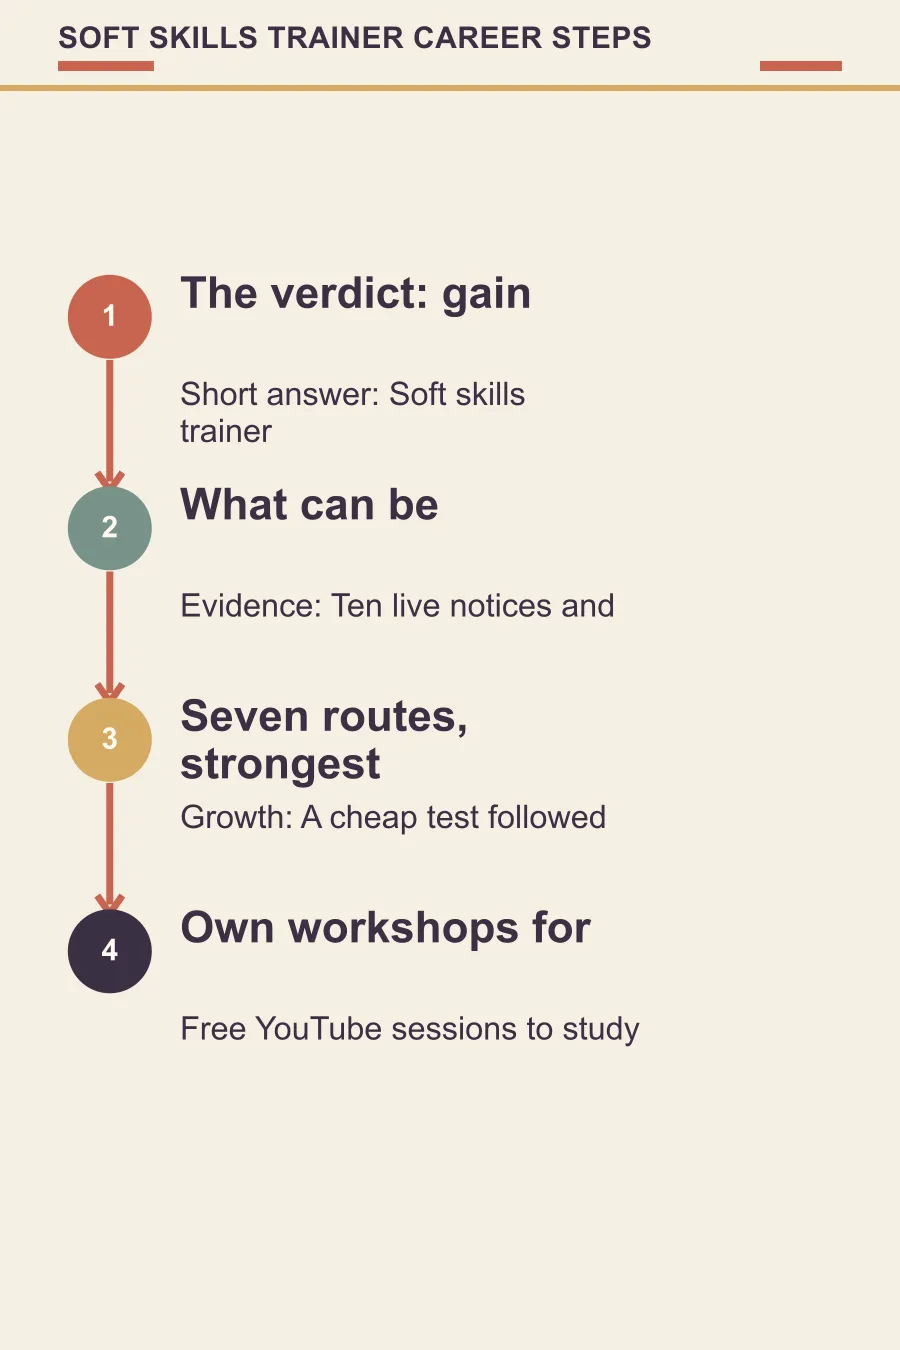 SOFT SKILLS TRAINER CAREER STEPS
1
The verdict: gain
Short answer: Soft skills
trainer
2
What can be
Evidence: Ten live notices and
3
Seven routes,
strongest
Growth: A cheap test followed
4
Own workshops for
Free YouTube sessions to study